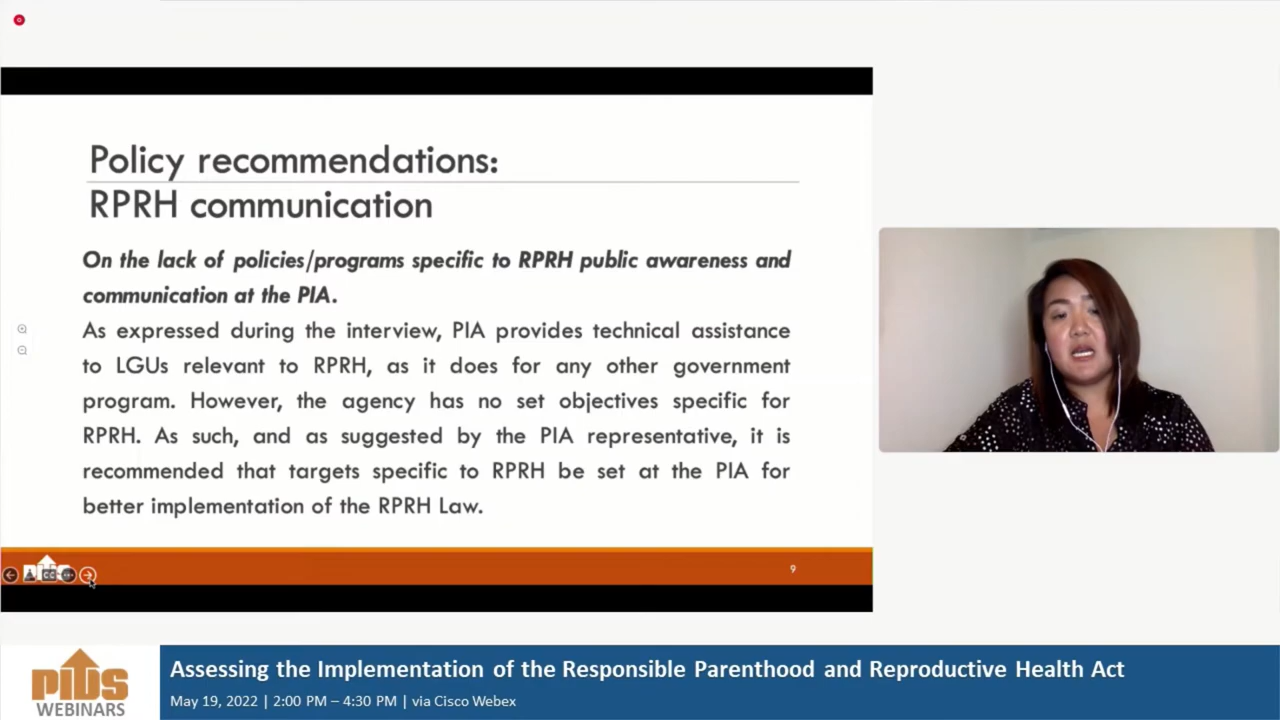 Policy recommendations:
RPRH communication
On the lack of policies/programs specific to RPRH public awareness and
communication at the PIA.
As expressed during the interview, PIA provides technical assistance
to LGUs relevant to RPRH, as it does for any other government
program. However, the agency has no set objectives specific for
RPRH. As such, and as suggested by the PIA representative, it is
recommended that targets specific to RPRH be set at the PIA for
better implementation of the RPRH Law.
9
PIDS
WEBINARS
Assessing the Implementation of the Responsible Parenthood and Reproductive Health Act
May 19, 2022 | 2:00 PM – 4:30 PM | via Cisco Webex